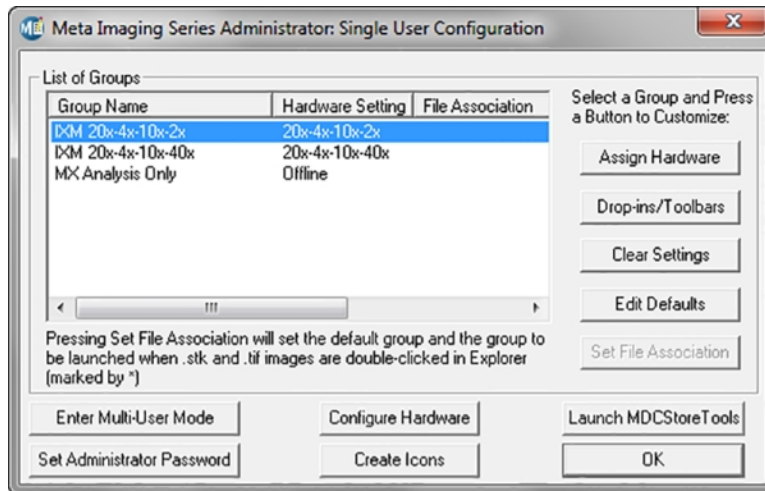 Meta Imaging Series Administrator: Single User Configuration
List of Groups
Group Name Hardware Setting File Association
IXM 20x-4x-10x-2x 20x-4x-10x-2x
IXM 20x-4x-10x-40x 20x-4x-10x-40x
MX Analysis Only Offline
Pressing Set File Association will set the default group and the group to
be launched when .stk and .tif images are double-clicked in Explorer
(marked by *)
Select a Group and Press
a Button to Customize:
Assign Hardware
Drop-ins/Toolbars
Clear Settings
Edit Defaults
Set File Association
Enter Multi-User Mode Configure Hardware Launch MDCStoreTools
Set Administrator Password Create Icons OK